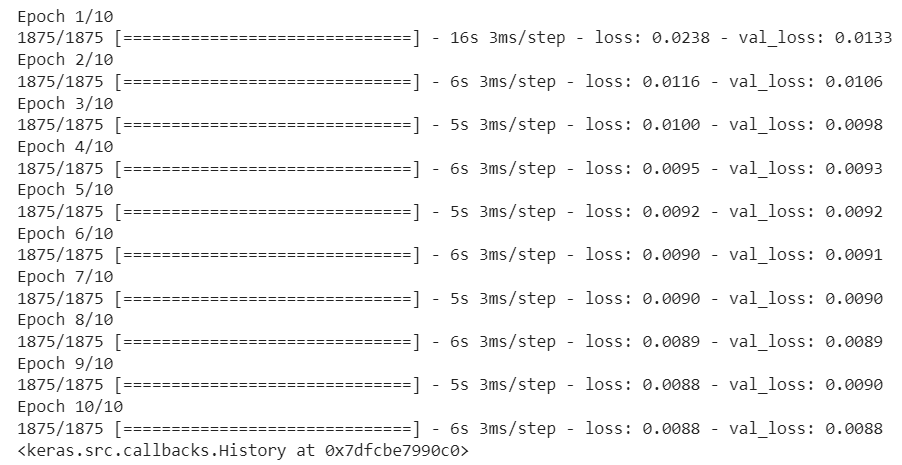 Epoch 1/10
1875/1875 [==============================] - 16s 3ms/step - loss: 0.0238 - val_loss: 0.0133
Epoch 2/10
1875/1875 [==============================] - 6s 3ms/step - loss: 0.0116 - val_loss: 0.0106
Epoch 3/10
1875/1875 [==============================] - 5s 3ms/step - loss: 0.0100 - val_loss: 0.0098
Epoch 4/10
1875/1875 [==============================] - 6s 3ms/step - loss: 0.0095 - val_loss: 0.0093
Epoch 5/10
1875/1875 [==============================] - 5s 3ms/step - loss: 0.0092 - val_loss: 0.0092
Epoch 6/10
1875/1875 [==============================] - 6s 3ms/step - loss: 0.0090 - val_loss: 0.0091
Epoch 7/10
1875/1875 [==============================] - 5s 3ms/step - loss: 0.0090 - val_loss: 0.0090
Epoch 8/10
1875/1875 [==============================] - 6s 3ms/step - loss: 0.0089 - val_loss: 0.0089
Epoch 9/10
1875/1875 [==============================] - 5s 3ms/step - loss: 0.0088 - val_loss: 0.0090
Epoch 10/10
1875/1875 [==============================] - 6s 3ms/step - loss: 0.0088 - val_loss: 0.0088
<keras.src.callbacks.History at 0x7dfcbe7990c0>